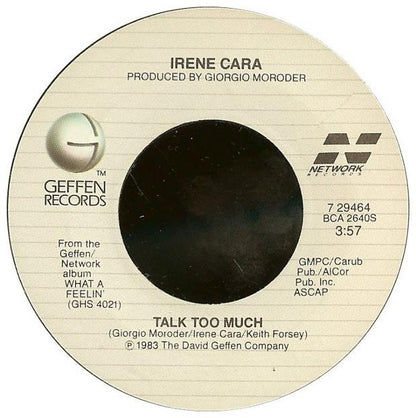 IRENE CARA
PRODUCED BY GIORGIO MORODER
G
™
GEFFEN
RECORDS
N
NETWORK
RECORDS
7 29464
BCA 2640S
3:57
From the
Geffen/
Network
album
WHAT A
FEELIN'
(GHS 4021)
GMPC/Carub
Pub./AlCor
Pub. Inc.
ASCAP
TALK TOO MUCH
(Giorgio Moroder/Irene Cara/Keith Forsey)
℗ 1983 The David Geffen Company